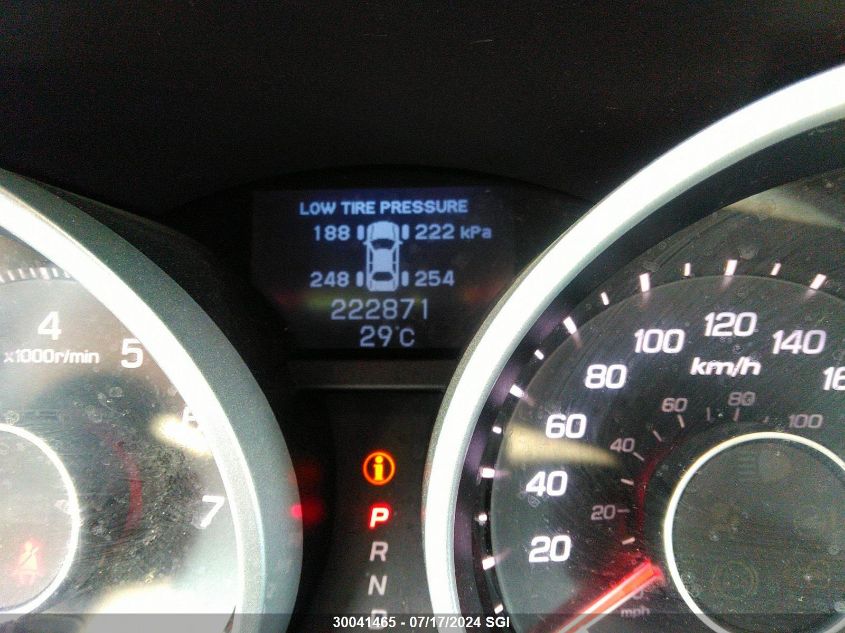 LOW TIRE PRESSURE
188 222 kPa
248 254
222871
29°C
4
x1000r/min 5
6
7
P
R
N
D
120
100 140
80
km/h
60
40
20
80
60 100
40
20
mph
30041465 - 07/17/2024 SGI